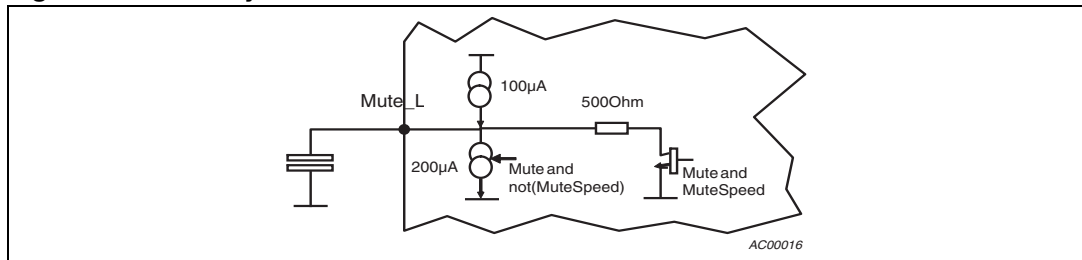 100µA
Mute_L
500Ohm
200µA
Mute and
not(MuteSpeed)
Mute and
MuteSpeed
AC00016